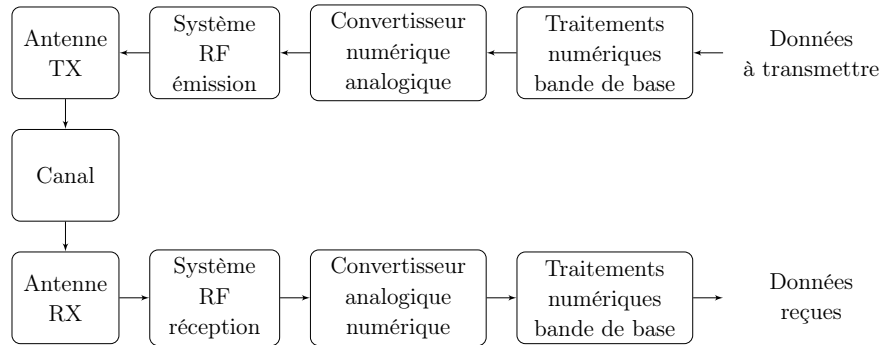 Antenne
TX
Système
RF
émission
Convertisseur
numérique
analogique
Traitements
numériques
bande de base
Données
à transmettre
Canal
Antenne
RX
Système
RF
réception
Convertisseur
analogique
numérique
Traitements
numériques
bande de base
Données
reçues